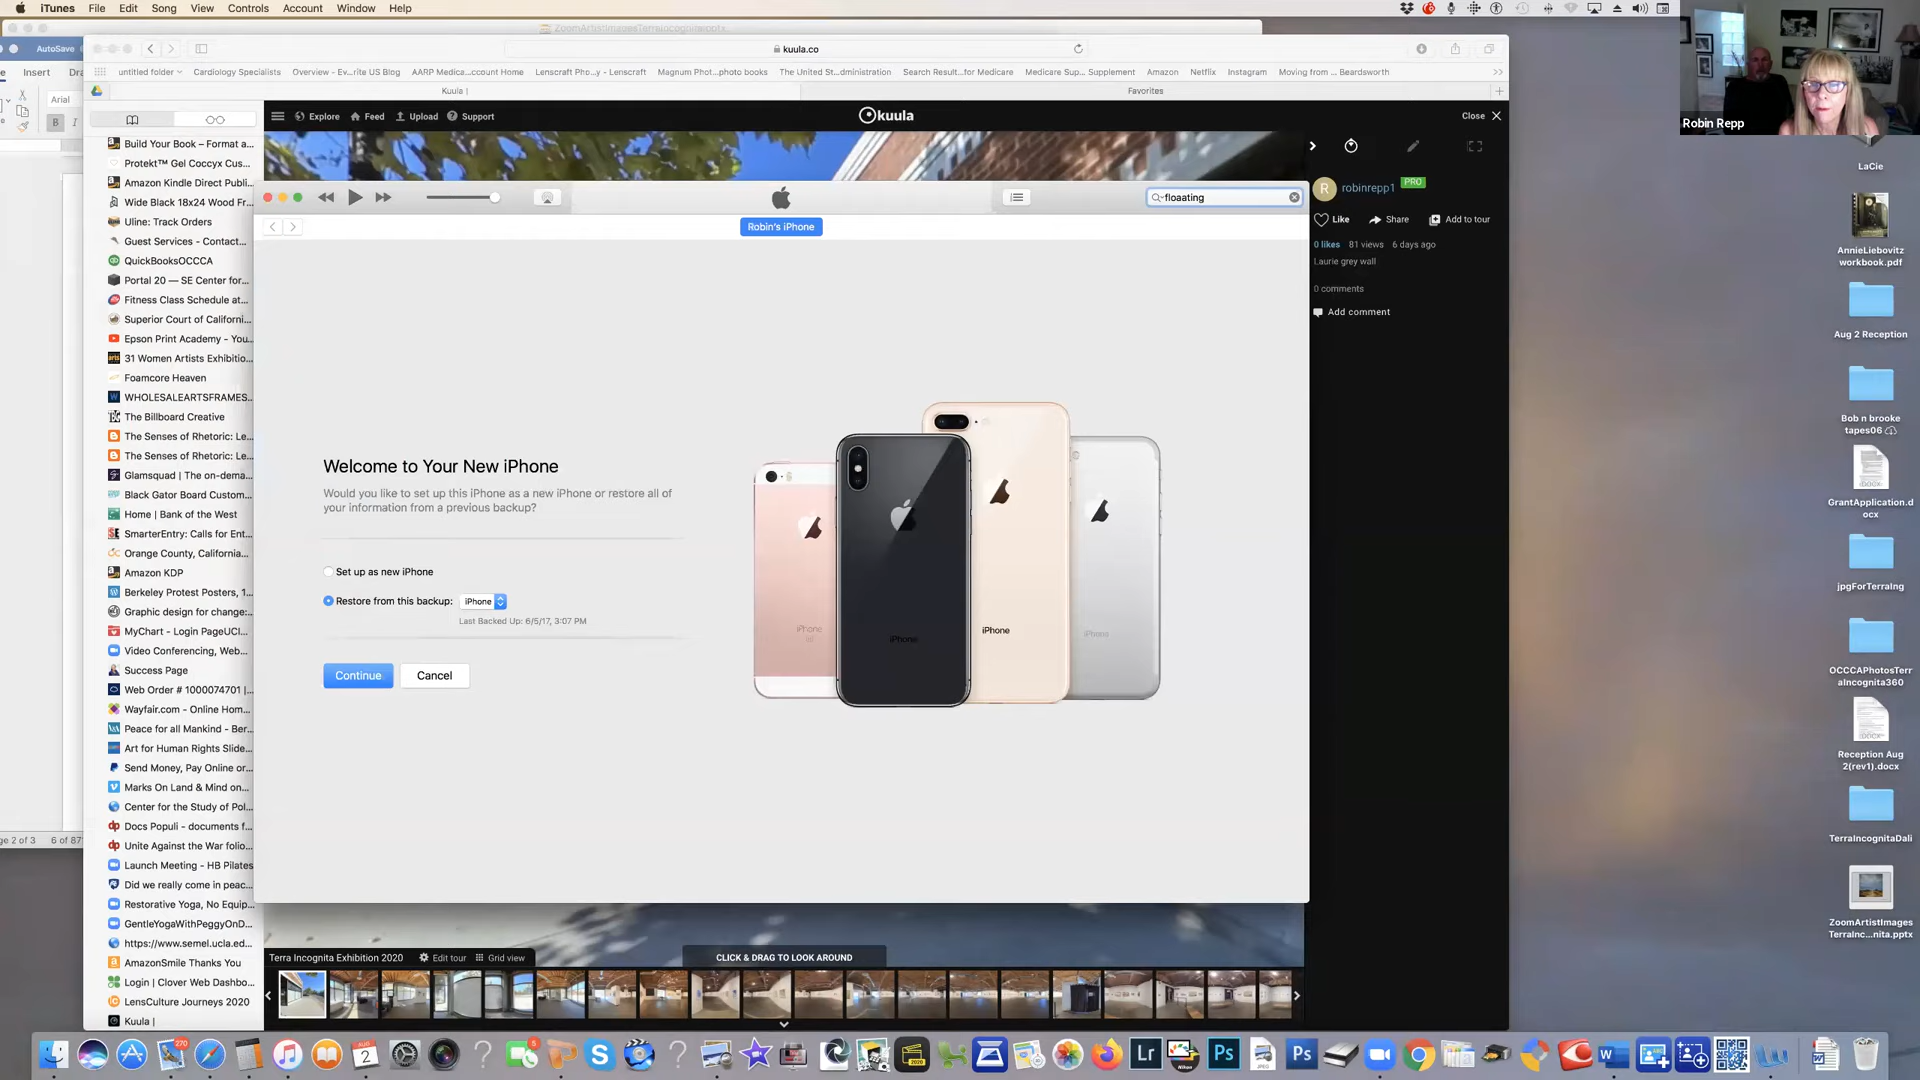 iTunes File Edit Song View Controls Account Window Help
ZoomArtistImagesTerraIncognita.pptx
AutoSave
kuula.co
Insert
untitled folder Cardiology Specialists Overview - Ev...rite US Blog AARP Medica...ccount Home Lenscraft Pho...y - Lenscraft Magnum Phot...photo books The United St...dministration Search Result...for Medicare Medicare Sup... Supplement Amazon Netflix Instagram Moving from ... Beardsworth
Kuula |
Favorites
Arial
B I
Build Your Book – Format a...
Protekt™ Gel Coccyx Cus...
Amazon Kindle Direct Publi...
Wide Black 18x24 Wood Fr...
Uline: Track Orders
Guest Services - Contact...
QuickBooksOCCCA
Portal 20 — SE Center for...
Fitness Class Schedule at...
Superior Court of Californi...
Epson Print Academy - You...
31 Women Artists Exhibitio...
Foamcore Heaven
WHOLESALEARTSFRAMES...
The Billboard Creative
The Senses of Rhetoric: Le...
The Senses of Rhetoric: Le...
Glamsquad | The on-dema...
Black Gator Board Custom...
Home | Bank of the West
SmarterEntry: Calls for Ent...
Orange County, California...
Amazon KDP
Berkeley Protest Posters, 1...
Graphic design for change:...
MyChart - Login PageUCI...
Video Conferencing, Web...
Success Page
Web Order # 1000074701 |...
Wayfair.com - Online Hom...
Peace for all Mankind - Ber...
Art for Human Rights Slide...
Send Money, Pay Online or...
Marks On Land & Mind on...
Center for the Study of Pol...
Docs Populi - documents f...
Unite Against the War folio...
Launch Meeting - HB Pilates
Did we really come in peac...
Restorative Yoga, No Equip...
GentleYogaWithPeggyOnD...
https://www.semel.ucla.ed...
AmazonSmile Thanks You
Login | Clover Web Dashbo...
LensCulture Journeys 2020
Kuula |
Explore Feed Upload Support
kuula
Close
floaating
Robin's iPhone
Welcome to Your New iPhone
Would you like to set up this iPhone as a new iPhone or restore all of
your information from a previous backup?
Set up as new iPhone
Restore from this backup: iPhone
Last Backed Up: 6/5/17, 3:07 PM
Continue Cancel
iPhone
iPhone
iPhone
iPhone
R robinrepp1 PRO
Like Share Add to tour
0 likes 81 views 6 days ago
Laurie grey wall
0 comments
Add comment
Terra Incognita Exhibition 2020 Edit tour Grid view
CLICK & DRAG TO LOOK AROUND
Robin Repp
LaCie
AnnieLiebovitz
workbook.pdf
Aug 2 Reception
Bob n brooke
tapes06
GrantApplication.d
ocx
jpgForTerraIng
OCCCAPhotosTerr
aIncognita360
Reception Aug
2(rev1).docx
TerraIncognitaDali
ZoomArtistImages
TerraInc...nita.pptx
270
AUG
2
5
Lr
Ps
JPEG
Ps
W